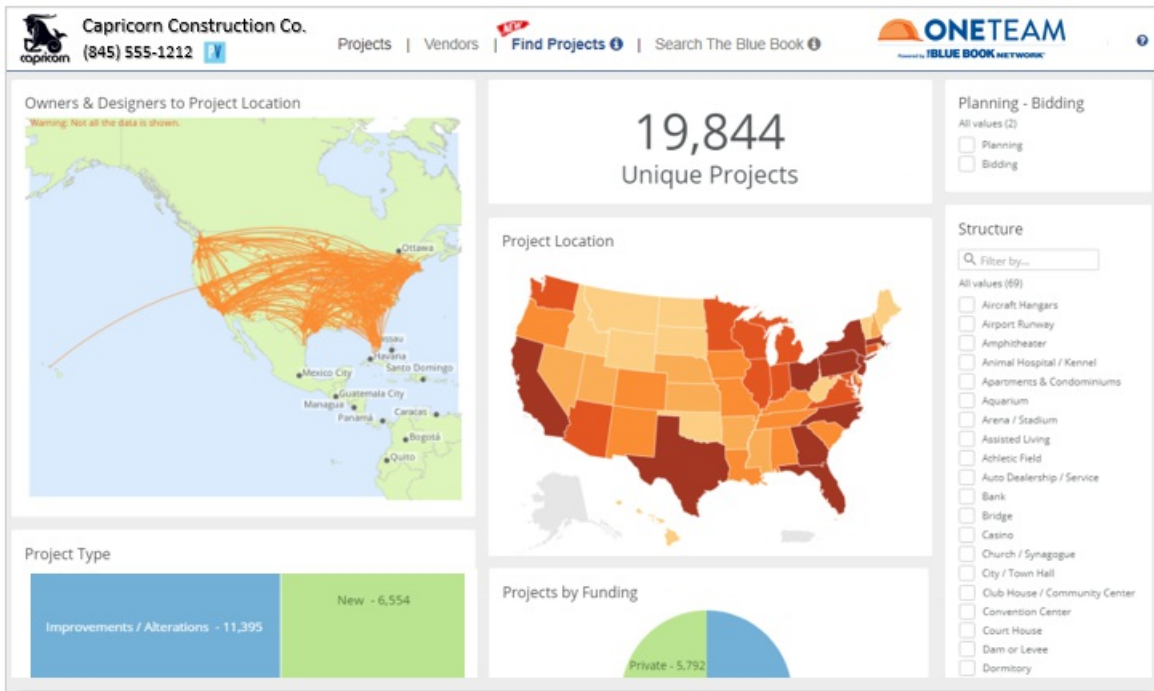 Capricorn Construction Co.
(845) 555-1212 PV
capricorn
Projects | Vendors | NEW Find Projects | Search The Blue Book
ONETEAM
Powered by THE BLUE BOOK NETWORK
Owners & Designers to Project Location
Warning: Not all the data is shown.
Ottawa
ssau
Havana
Mexico City
Santo Domingo
Guatemala City
Managua
Panamá
Caracas
Bogotá
Quito
19,844
Unique Projects
Project Location
Project Type
Improvements / Alterations - 11,395
New - 6,554
Projects by Funding
Private - 5,792
Planning - Bidding
All values (2)
Planning
Bidding
Structure
Filter by...
All values (69)
Aircraft Hangars
Airport Runway
Amphitheater
Animal Hospital / Kennel
Apartments & Condominiums
Aquarium
Arena / Stadium
Assisted Living
Athletic Field
Auto Dealership / Service
Bank
Bridge
Casino
Church / Synagogue
City / Town Hall
Club House / Community Center
Convention Center
Court House
Dam or Levee
Dormitory